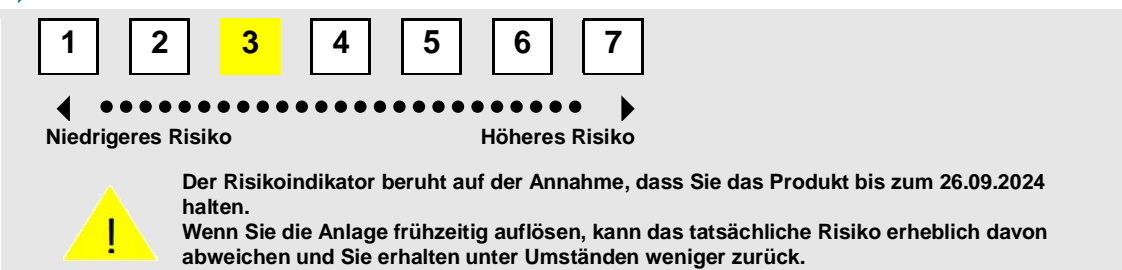 1 2 3 4 5 6 7
Niedrigeres Risiko Höheres Risiko
Der Risikoindikator beruht auf der Annahme, dass Sie das Produkt bis zum 26.09.2024
halten.
Wenn Sie die Anlage frühzeitig auflösen, kann das tatsächliche Risiko erheblich davon
abweichen und Sie erhalten unter Umständen weniger zurück.
!